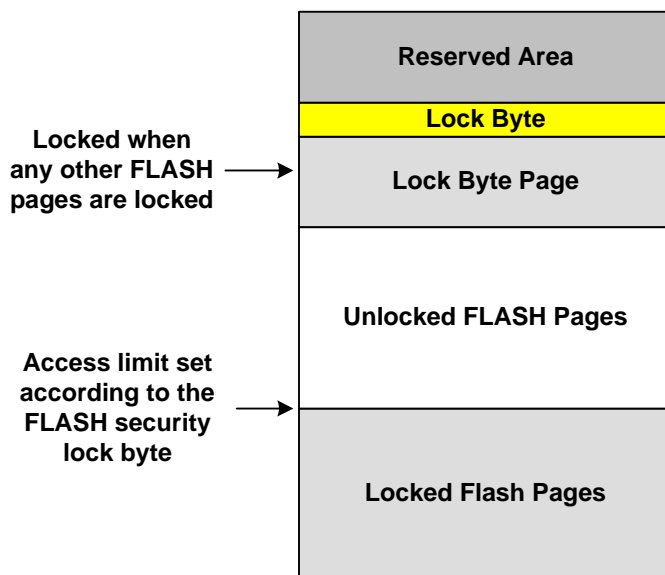 Reserved Area
Lock Byte
Locked when
any other FLASH
pages are locked
Lock Byte Page
Unlocked FLASH Pages
Access limit set
according to the
FLASH security
lock byte
Locked Flash Pages